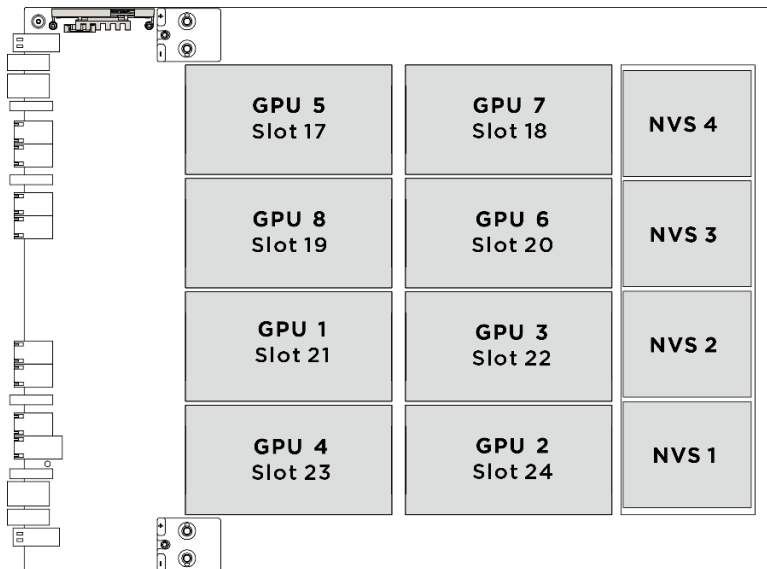 GPU 5
Slot 17
GPU 7
Slot 18
NVS 4
GPU 8
Slot 19
GPU 6
Slot 20
NVS 3
GPU 1
Slot 21
GPU 3
Slot 22
NVS 2
GPU 4
Slot 23
GPU 2
Slot 24
NVS 1